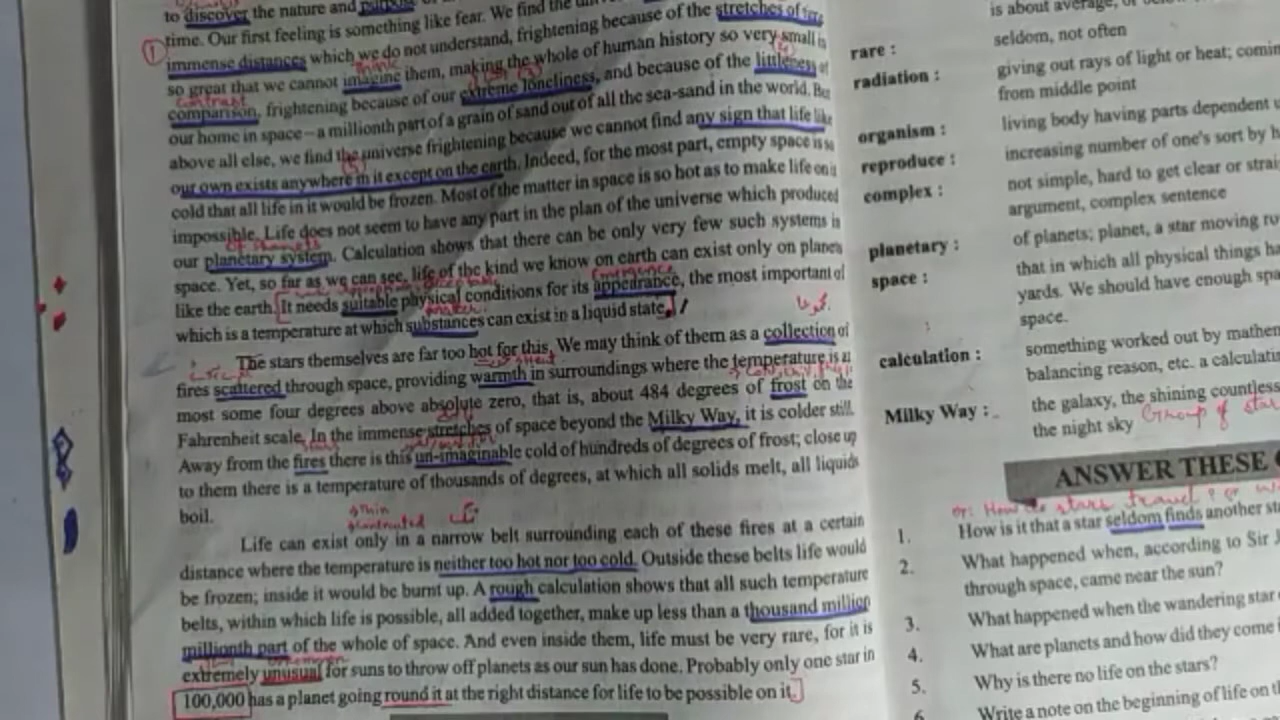 to discover the nature and
time. Our first feeling is something like fear. We find the
immense distances which we do not understand, frightening because of the stretches of time
so great that we cannot imagine them, making the whole of human history so very small in
contrast
comparison, frightening because of our extreme loneliness, and because of the littleness of
our home in space—a millionth part of a grain of sand out of all the sea-sand in the world. But
above all else, we find the universe frightening because we cannot find any sign that life like
our own exists anywhere in it except on the earth. Indeed, for the most part, empty space is so
cold that all life in it would be frozen. Most of the matter in space is so hot as to make life on it
impossible. Life does not seem to have any part in the plan of the universe which produced
of planets
our planetary system. Calculation shows that there can be only very few such systems in
space. Yet, so far as we can see, life of the kind we know on earth can exist only on planets
Emergence
like the earth. It needs suitable physical conditions for its appearance, the most important of
which is a temperature at which substances can exist in a liquid state.
The stars themselves are far too hot for this. We may think of them as a collection of
fires scattered through space, providing warmth in surroundings where the temperature is at
most some four degrees above absolute zero, that is, about 484 degrees of frost on the
Fahrenheit scale. In the immense stretches of space beyond the Milky Way, it is colder still.
Away from the fires there is this un-imaginable cold of hundreds of degrees of frost; close up
to them there is a temperature of thousands of degrees, at which all solids melt, all liquids
boil.
thin
Life can exist only in a narrow belt surrounding each of these fires at a certain
distance where the temperature is neither too hot nor too cold. Outside these belts life would
be frozen; inside it would be burnt up. A rough calculation shows that all such temperature
belts, within which life is possible, all added together, make up less than a thousand million
millionth part of the whole of space. And even inside them, life must be very rare, for it is
extremely unusual for suns to throw off planets as our sun has done. Probably only one star in
100,000 has a planet going round it at the right distance for life to be possible on it.
is about average, or below
rare : seldom, not often
radiation : giving out rays of light or heat; coming
from middle point
organism : living body having parts dependent
reproduce : increasing number of one's sort by
complex : not simple, hard to get clear or
argument, complex sentence
planetary : of planets; planet, a star moving
space : that in which all physical things
yards. We should have enough
space.
calculation : something worked out by
balancing reason, etc. a
Milky Way : the galaxy, the shining countless
the night sky Group of
ANSWER THESE
or: How do stars travel
1. How is it that a star seldom finds another
2. What happened when, according to Sir
through space, came near the sun?
3. What happened when the wandering star
4. What are planets and how did they come
5. Why is there no life on the stars?
6. Write a note on the beginning of life on